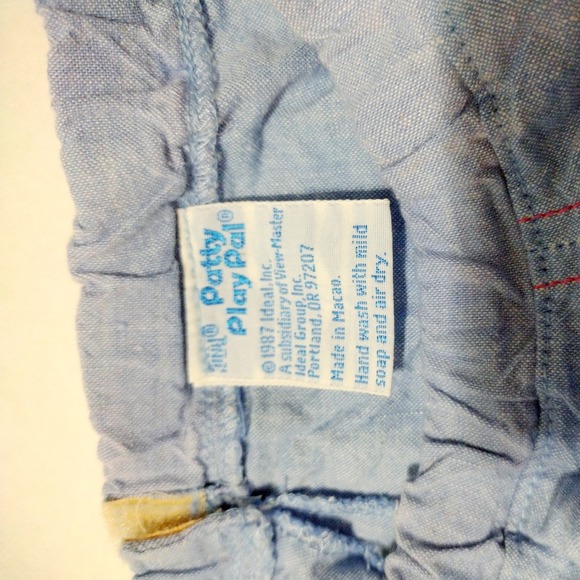 IDEAL® Patty
Play Pal®
©1987 Ideal, Inc.
A subsidiary of View-Master
Ideal Group, Inc.
Portland, OR 97207
Made in Macao.
Hand wash with mild
soap and air dry.